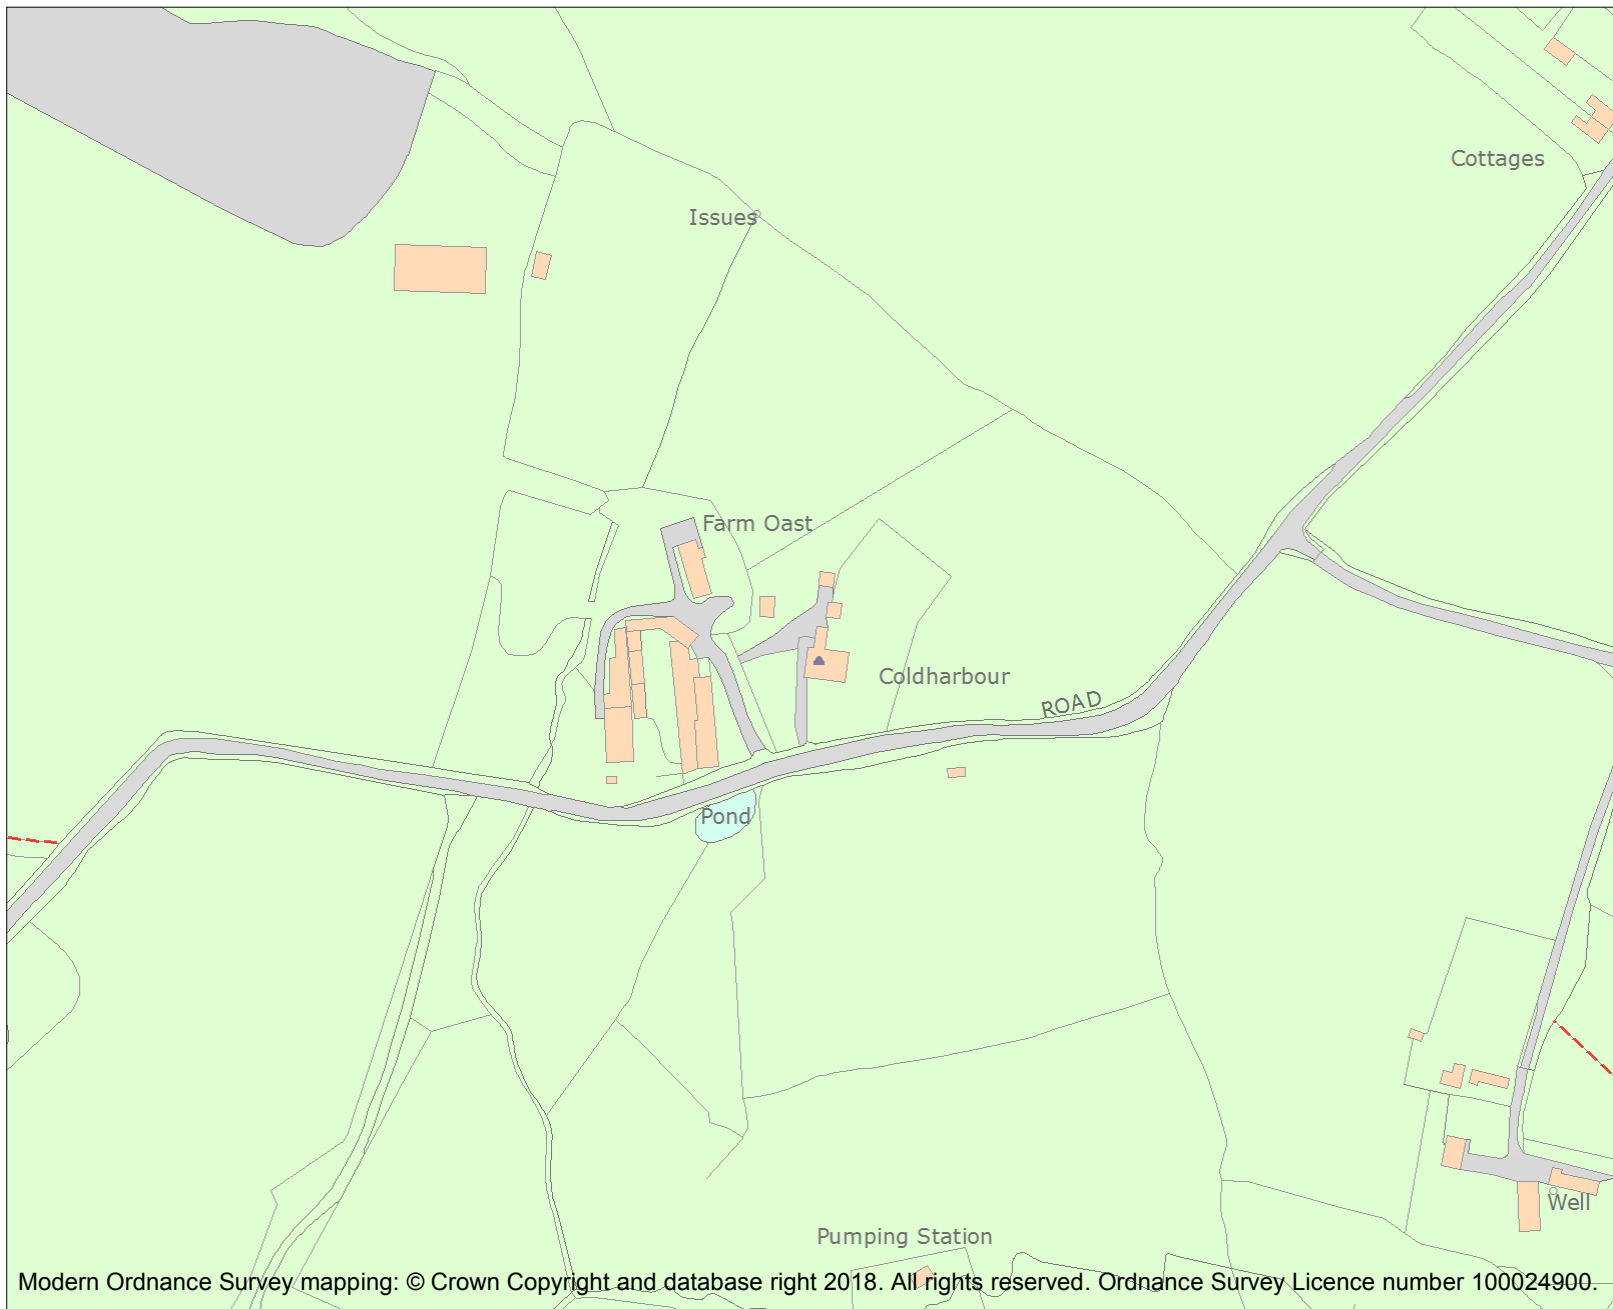 Cottages
Issues
Farm Oast
Coldharbour
ROAD
Pond
Well
Pumping Station
Modern Ordnance Survey mapping: © Crown Copyright and database right 2018. All rights reserved. Ordnance Survey Licence number 100024900.